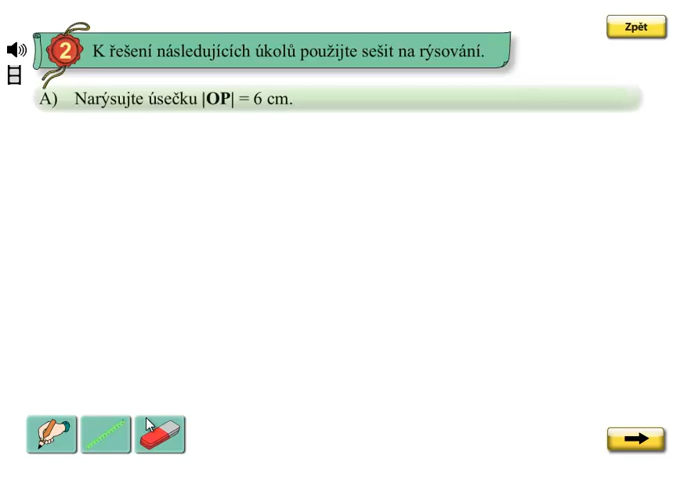 Zpět
2 K řešení následujících úkolů použijte sešit na rýsování.
A) Narýsujte úsečku |OP| = 6 cm.